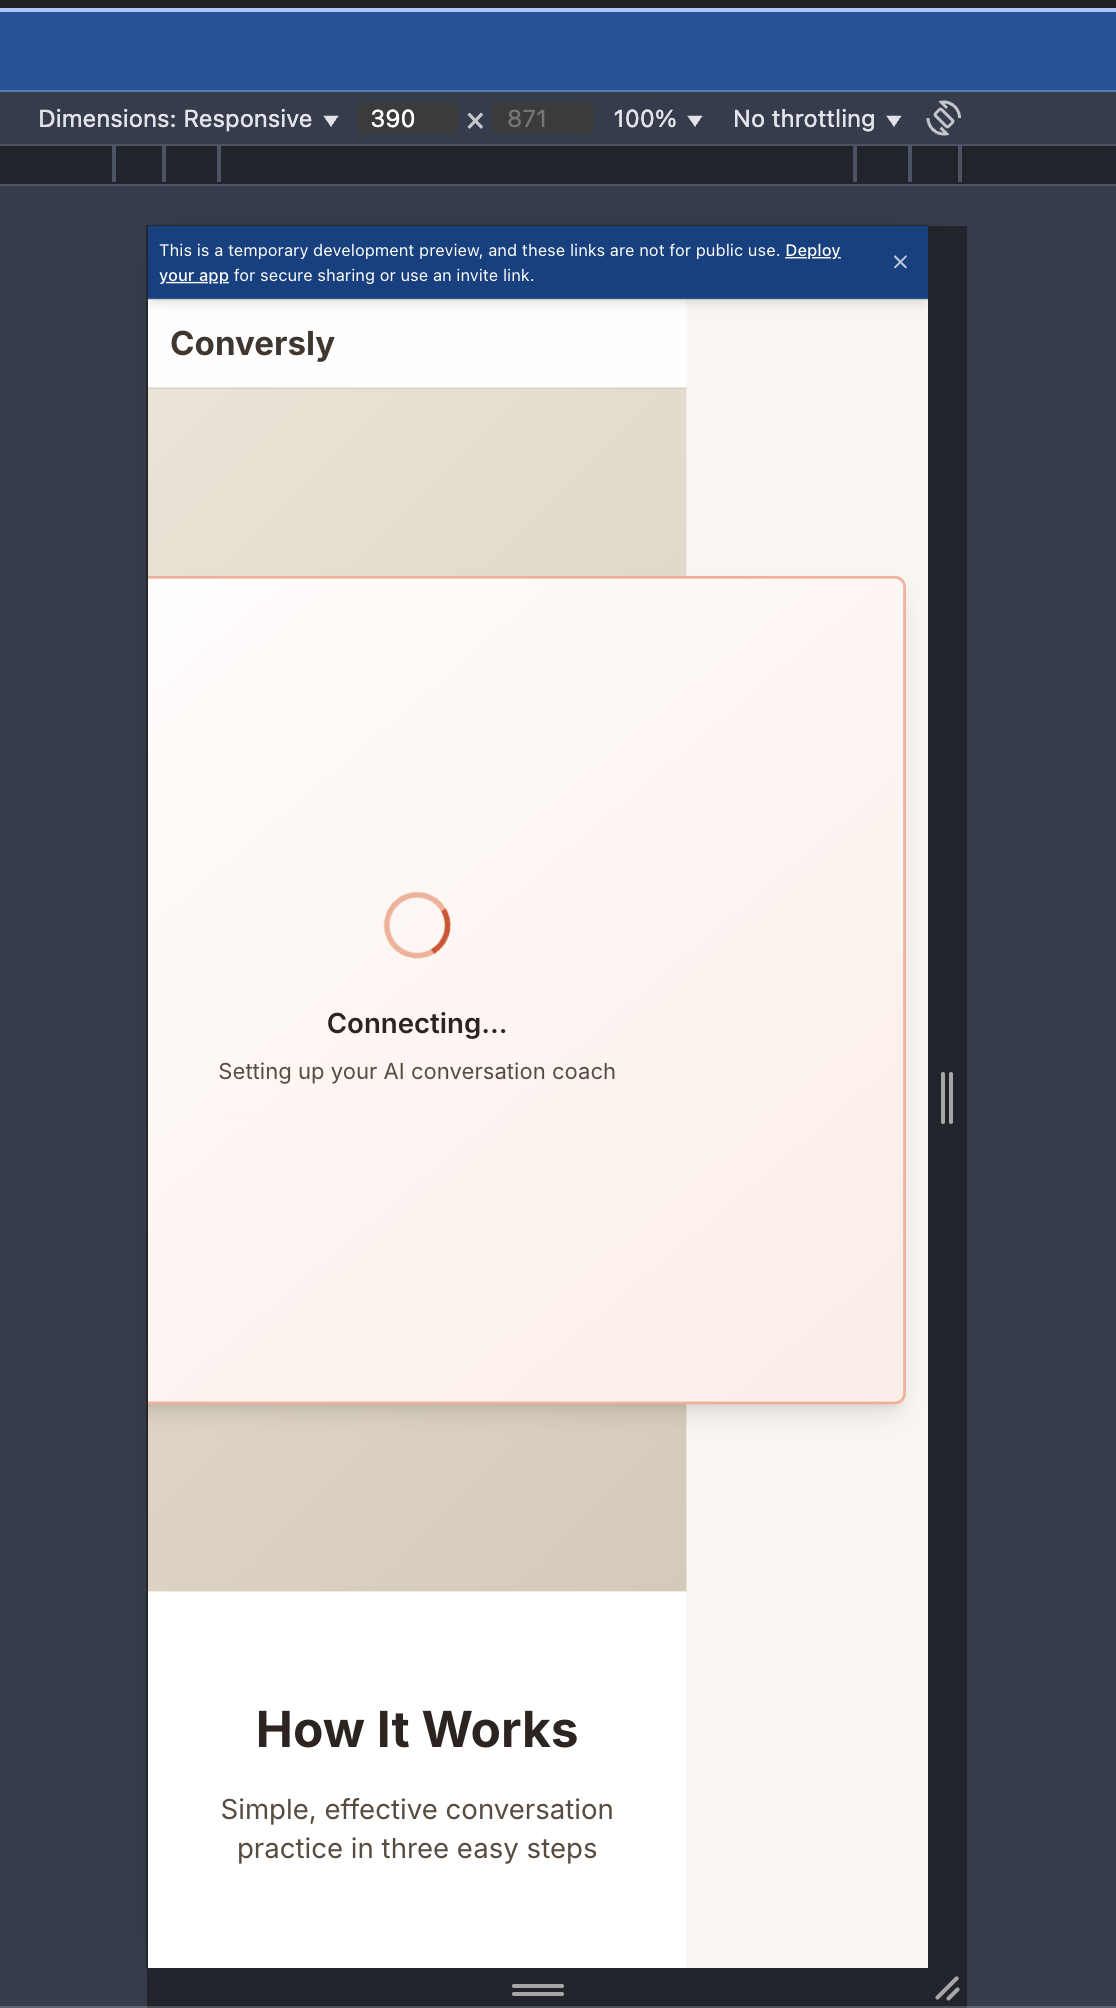 Dimensions: Responsive ▼ 390 × 871 100% ▼ No throttling ▼
This is a temporary development preview, and these links are not for public use. Deploy
your app for secure sharing or use an invite link.
Conversly
Connecting...
Setting up your AI conversation coach
How It Works
Simple, effective conversation
practice in three easy steps